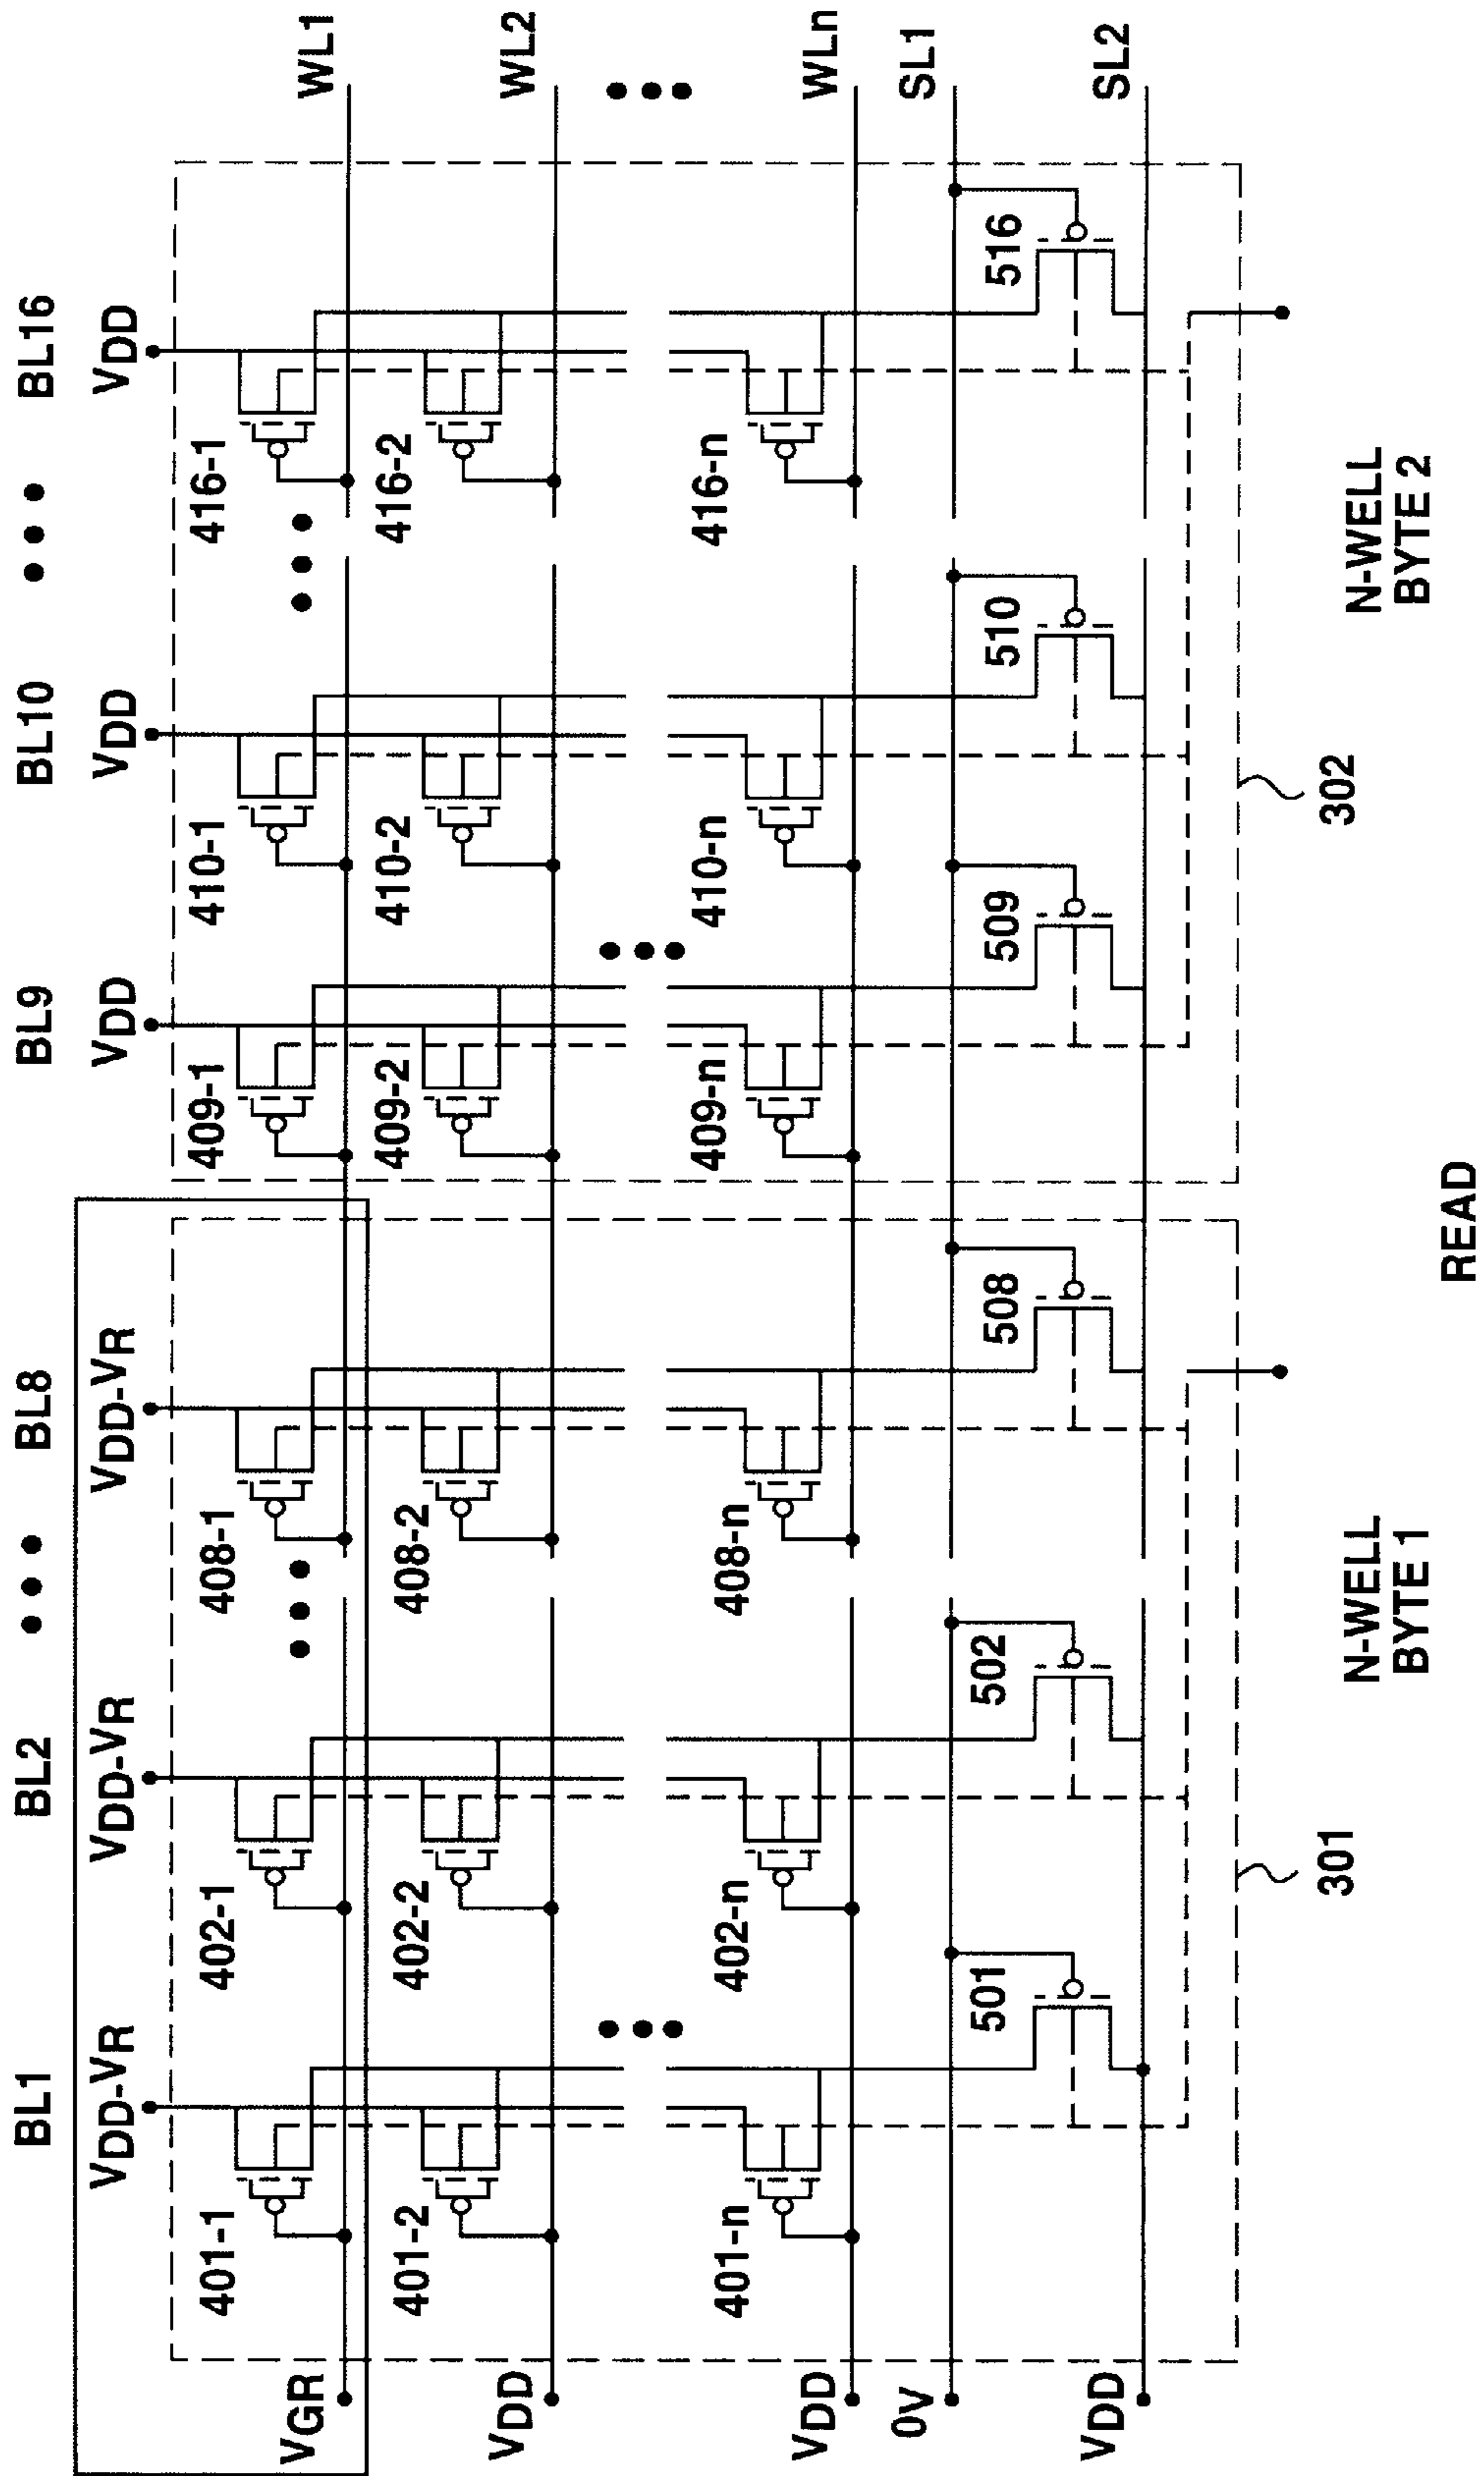 BL1 BL2 BL8 BL9 BL10 BL16
VDD-VR VDD-VR VDD-VR VDD VDD VDD
401-1 402-1 408-1 409-1 410-1 416-1
VGR WL1
401-2 402-2 408-2 409-2 410-2 416-2
VDD WL2
401-n 402-n 408-n 409-n 410-n 416-n
VDD WLn
0V SL1
501 502 508 509 510 516
VDD SL2
301 302
N-WELL N-WELL
BYTE 1 BYTE 2
READ